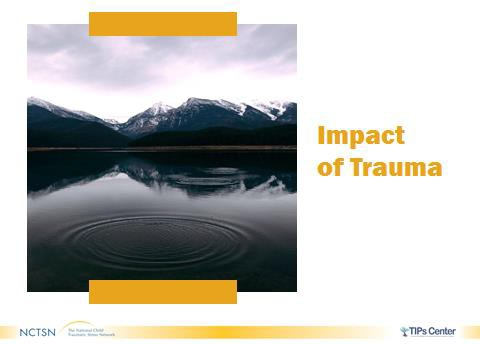 Impact
of Trauma
NCTSN
The National Child
Traumatic Stress Network
TIPs Center